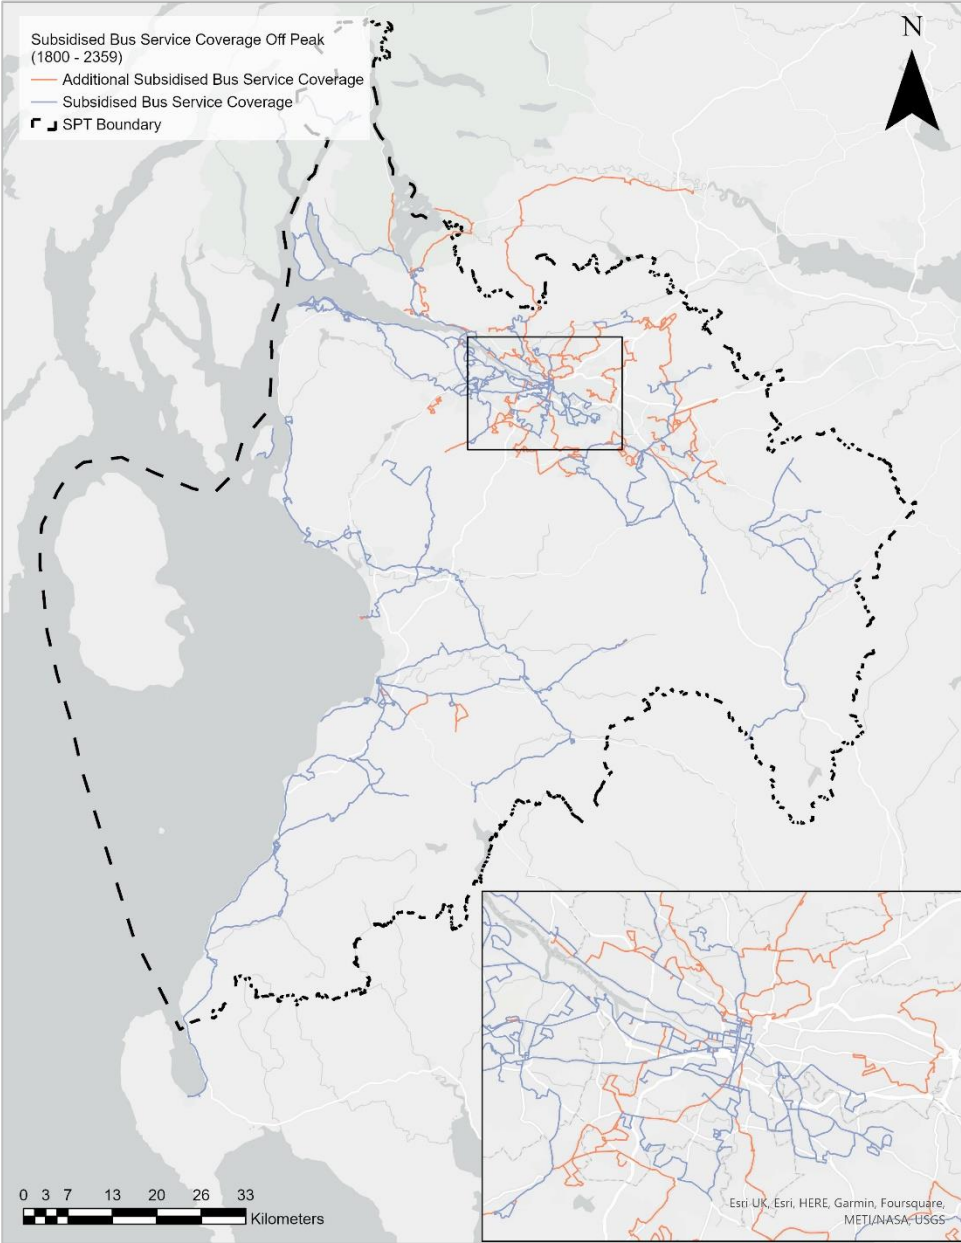 Subsidised Bus Service Coverage Off Peak
(1800 - 2359)
Additional Subsidised Bus Service Coverage
Subsidised Bus Service Coverage
SPT Boundary
N
0 3 7 13 20 26 33
Kilometers
Esri UK, Esri, HERE, Garmin, Foursquare,
METI/NASA, USGS